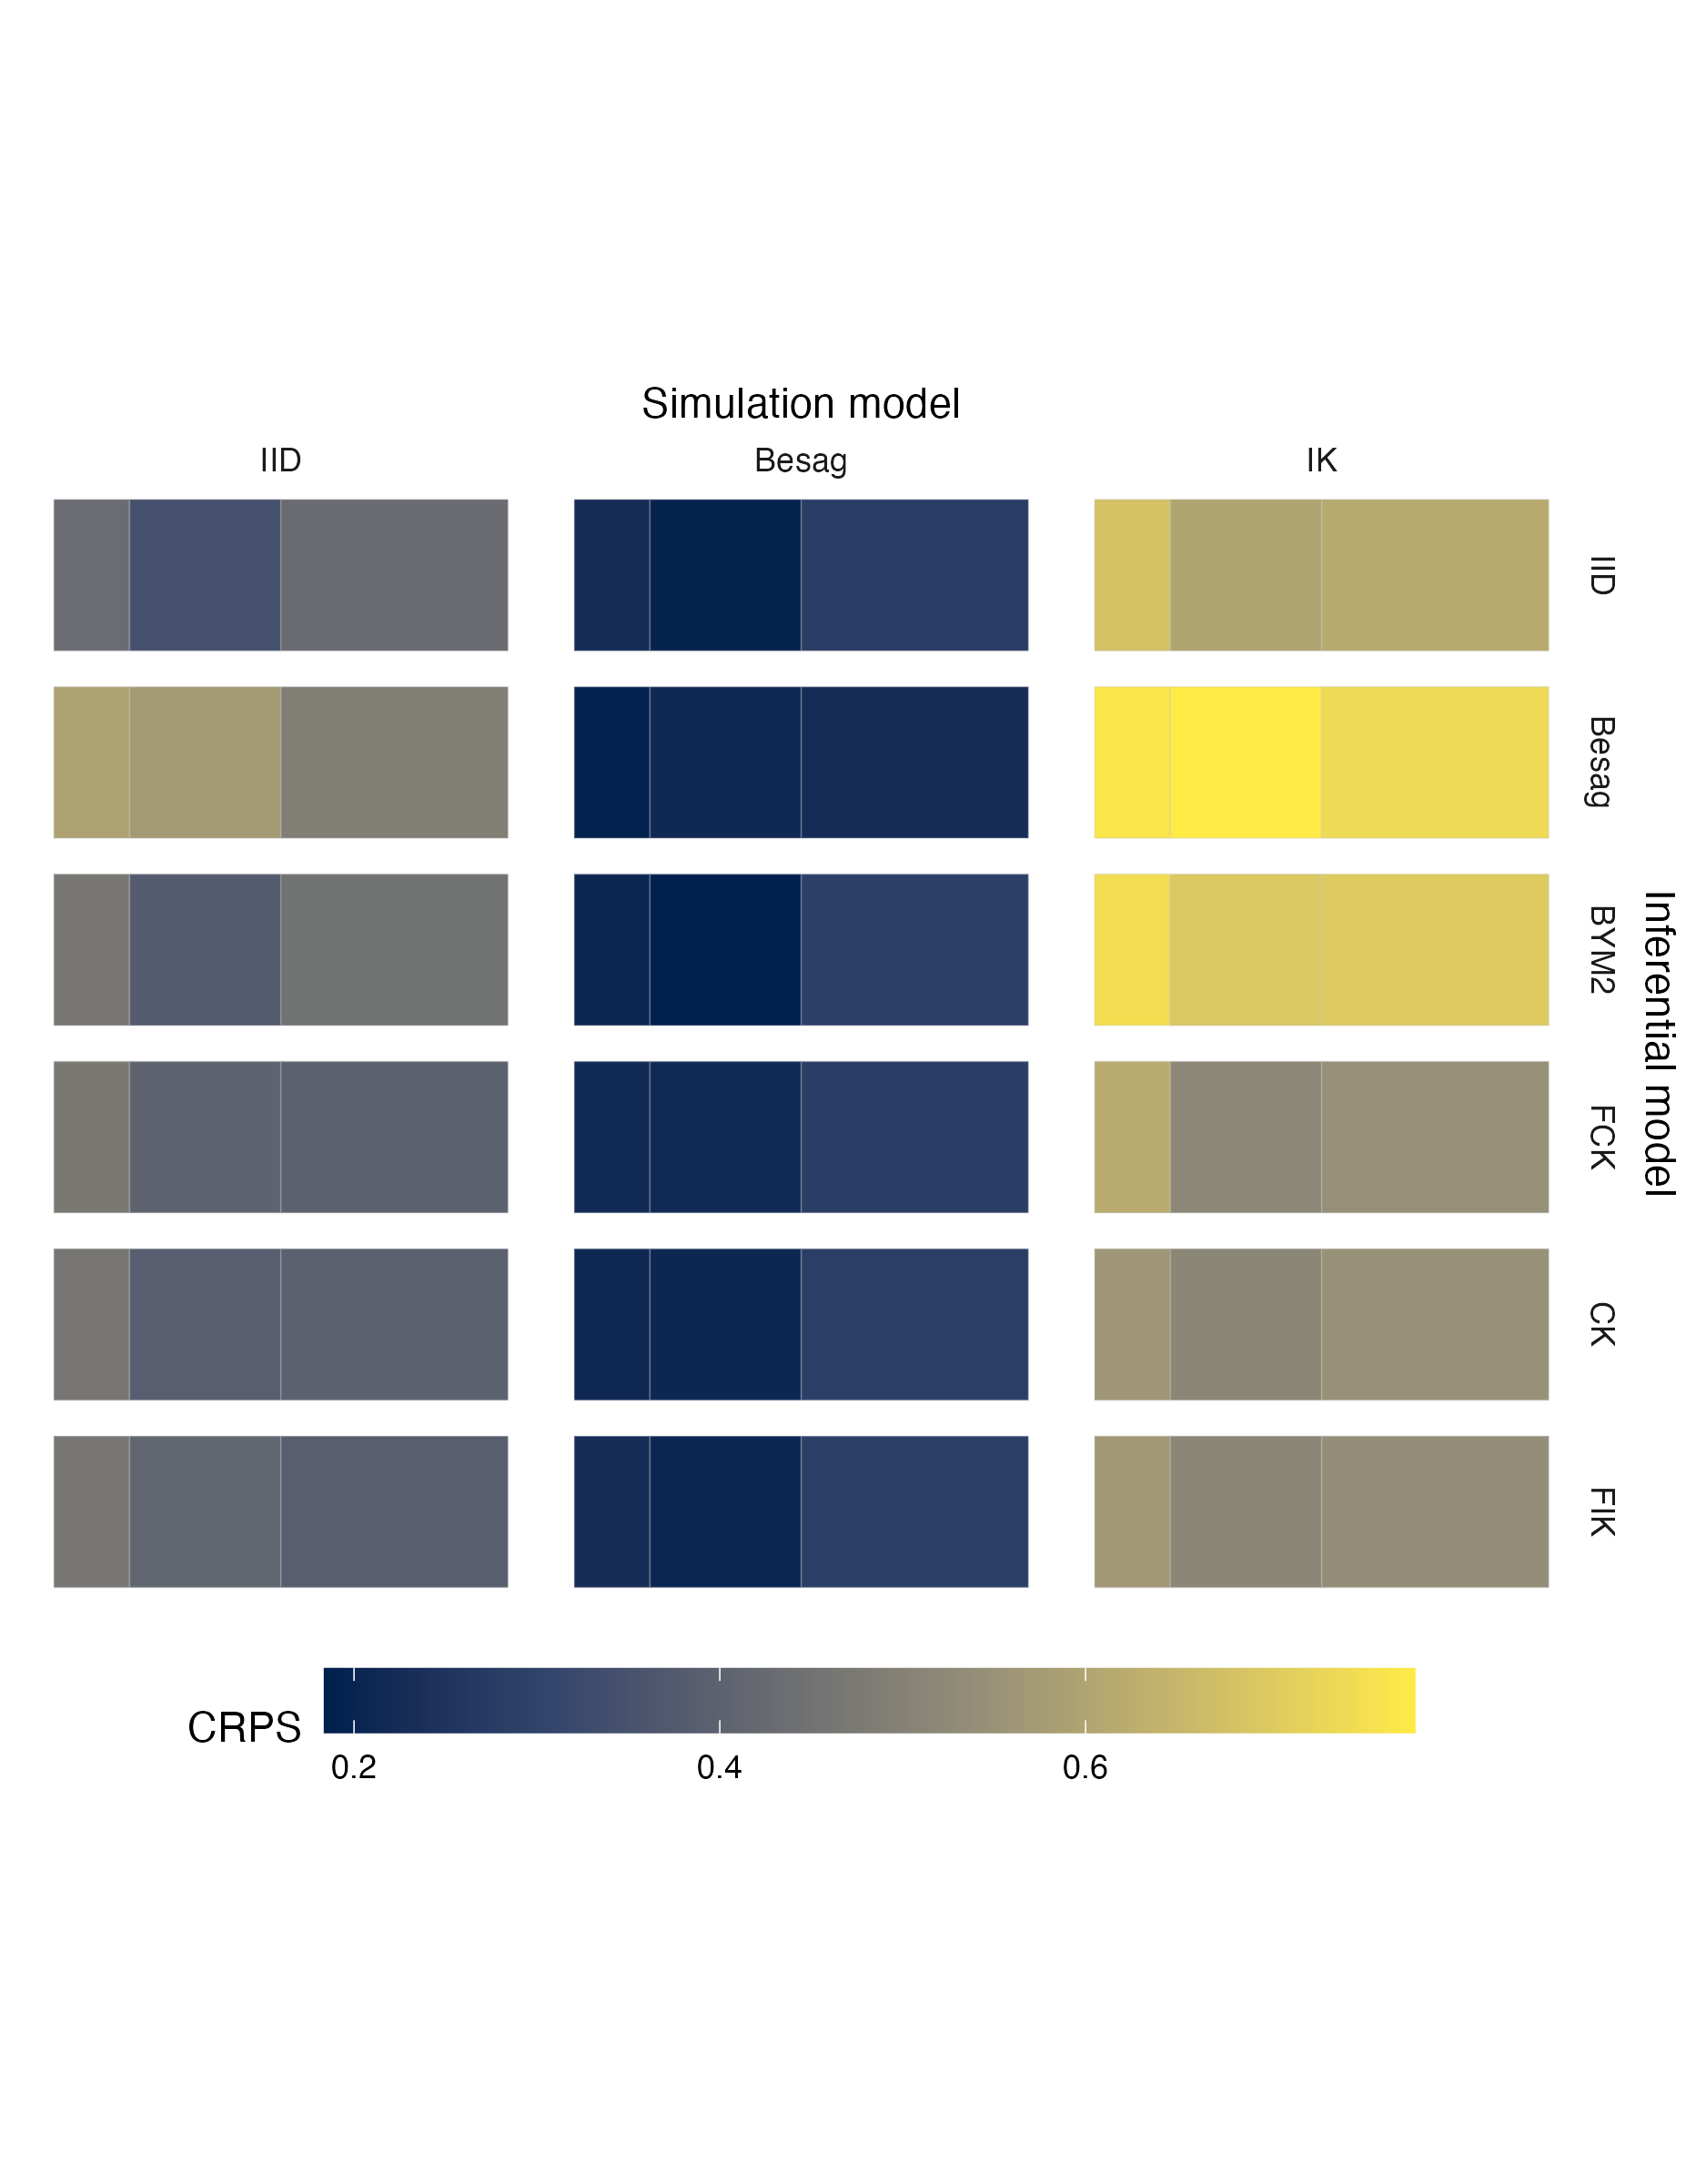 Simulation model
IID
Besag
IK
IID
Besag
BYM2
FCK
CK
FIK
Inferential model
CRPS
0.2
0.4
0.6